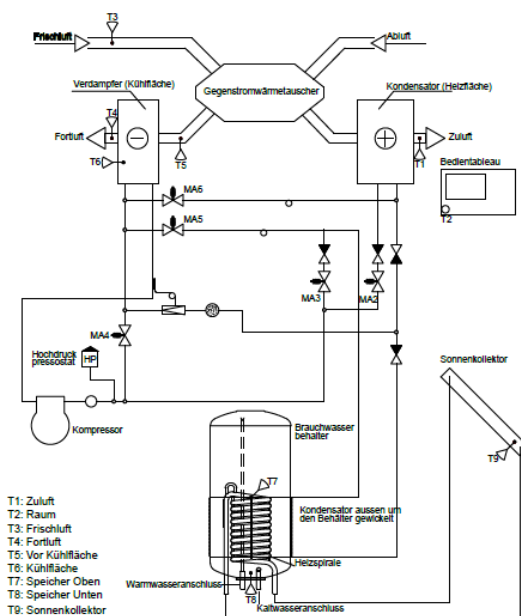 T3
Frischluft
Abluft
Verdampfer (Kühlfläche)
Gegenstromwärmetauscher
Kondensator (Heizfläche)
T4
Fortluft
T5
T6
Zuluft
T1
Bedientableau
T2
MA6
MA5
MA3
MA2
MA4
Hochdruck
pressostat
HP
Kompressor
Sonnenkollektor
T9
Brauchwasser
behälter
T7
Kondensator aussen um
den Behälter gewickelt
Heizspirale
Warmwasseranschluss
T8
Kaltwasseranschluss
T1: Zuluft
T2: Raum
T3: Frischluft
T4: Fortluft
T5: Vor Kühlfläche
T6: Kühlfläche
T7: Speicher Oben
T8: Speicher Unten
T9: Sonnenkollektor